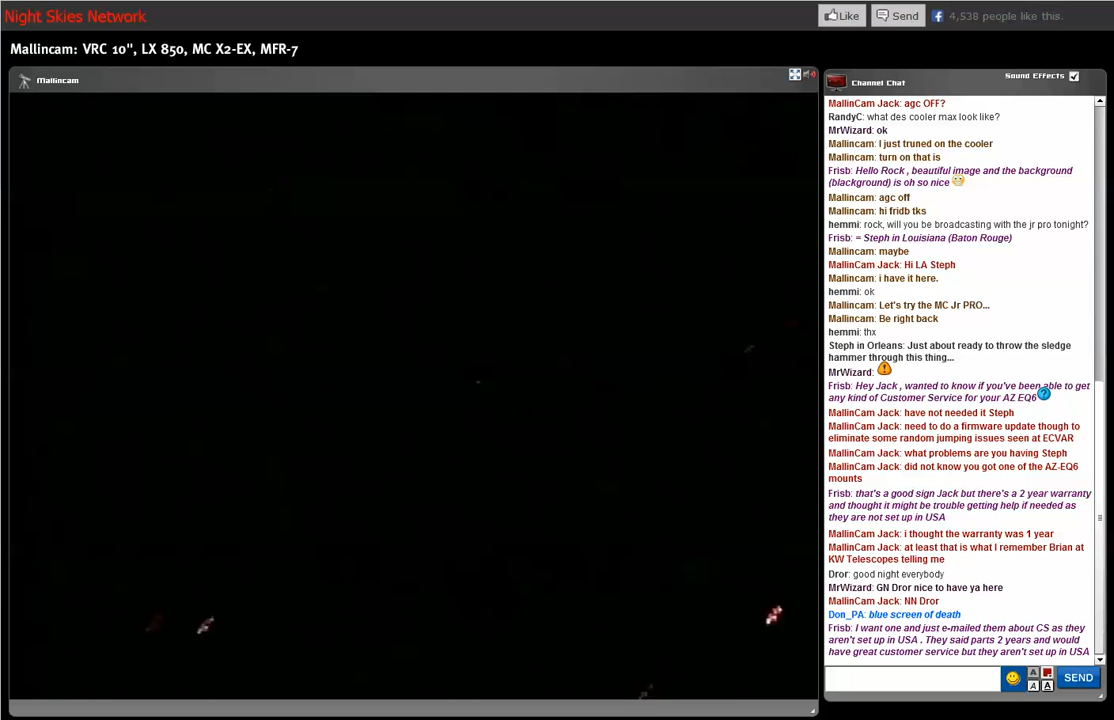 Night Skies Network
Like
Send
4,538 people like this.
Mallincam: VRC 10", LX 850, MC X2-EX, MFR-7
Mallincam
Channel Chat
Sound Effects
MallinCam Jack: agc OFF?
RandyC: what des cooler max look like?
MrWizard: ok
Mallincam: I just truned on the cooler
Mallincam: turn on that is
Frisb: Hello Rock , beautiful image and the background
(blackground) is oh so nice
Mallincam: agc off
Mallincam: hi fridb tks
hemmi: rock, will you be broadcasting with the jr pro tonight?
Frisb: = Steph in Louisiana (Baton Rouge)
Mallincam: maybe
MallinCam Jack: Hi LA Steph
Mallincam: i have it here.
hemmi: ok
Mallincam: Let's try the MC Jr PRO...
Mallincam: Be right back
hemmi: thx
Steph in Orleans: Just about ready to throw the sledge
hammer through this thing...
MrWizard:
Frisb: Hey Jack , wanted to know if you've been able to get
any kind of Customer Service for your AZ EQ6
MallinCam Jack: have not needed it Steph
MallinCam Jack: need to do a firmware update though to
eliminate some random jumping issues seen at ECVAR
MallinCam Jack: what problems are you having Steph
MallinCam Jack: did not know you got one of the AZ-EQ6
mounts
Frisb: that's a good sign Jack but there's a 2 year warranty
and thought it might be trouble getting help if needed as
they are not set up in USA
MallinCam Jack: i thought the warranty was 1 year
MallinCam Jack: at least that is what I remember Brian at
KW Telescopes telling me
Dror: good night everybody
MrWizard: GN Dror nice to have ya here
MallinCam Jack: NN Dror
Don_PA: blue screen of death
Frisb: I want one and just e-mailed them about CS as they
aren't set up in USA . They said parts 2 years and would
have great customer service but they aren't set up in USA
A
A A
SEND